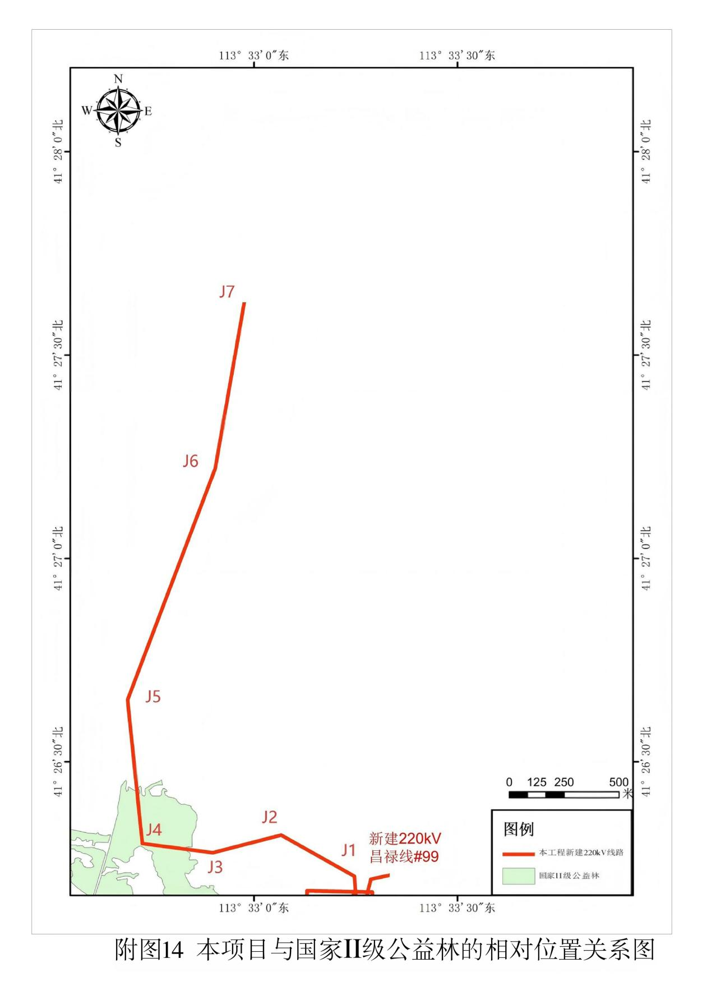 113° 33′0″东
113° 33′30″东
N
W
E
S
41° 28′0″北
41° 28′0″北
J7
41° 27′30″北
41° 27′30″北
J6
41° 27′0″北
41° 27′0″北
J5
41° 26′30″北
41° 26′30″北
0 125 250 500
米
J4
J3
J2
J1
新建220kV
昌禄线#99
图例
本工程新建220kV线路
国家II级公益林
113° 33′0″东
113° 33′30″东
附图14 本项目与国家II级公益林的相对位置关系图